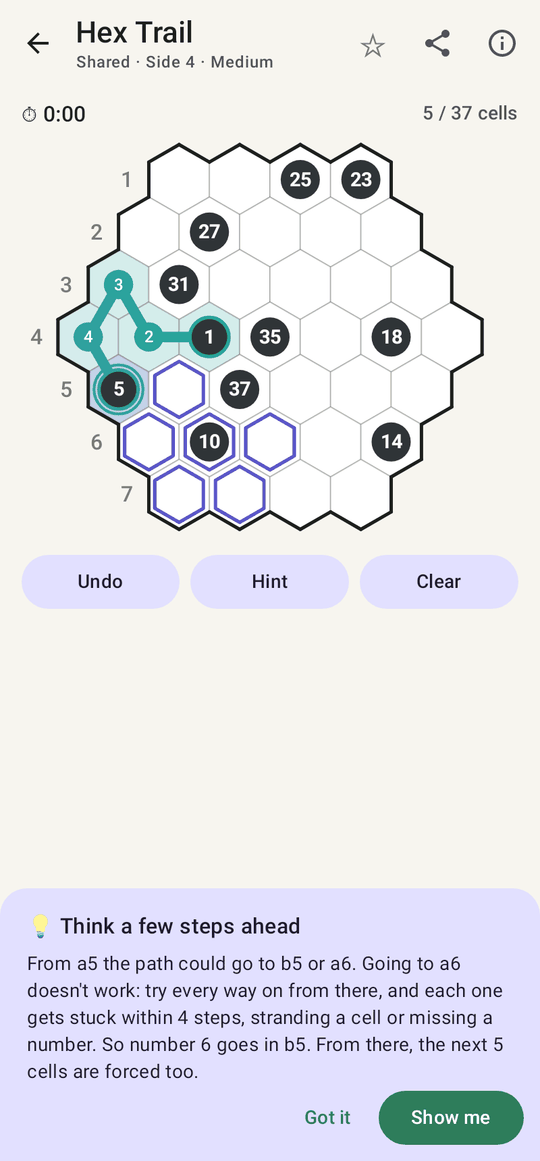 Hex Trail
Shared · Side 4 · Medium
0:00
5 / 37 cells
1 25 23
2 27
3 3 31
4 4 2 1 35 18
5 5 37
6 10 14
7
Undo Hint Clear
Think a few steps ahead
From a5 the path could go to b5 or a6. Going to a6
doesn't work: try every way on from there, and each one
gets stuck within 4 steps, stranding a cell or missing a
number. So number 6 goes in b5. From there, the next 5
cells are forced too.
Got it Show me